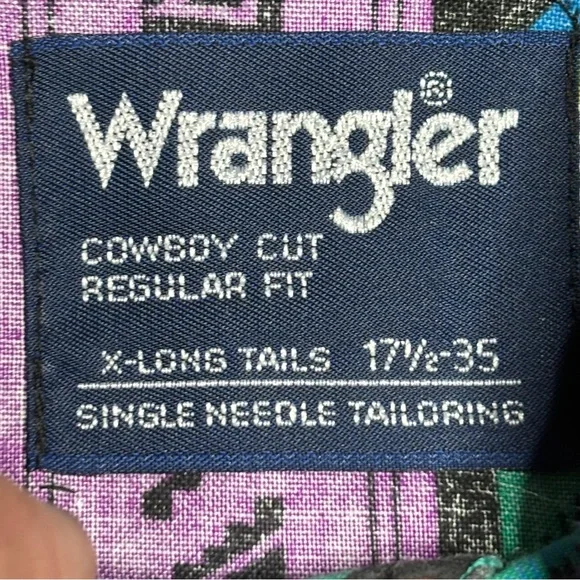 Wrangler®
COWBOY CUT
REGULAR FIT
X-LONG TAILS 17½-35
SINGLE NEEDLE TAILORING